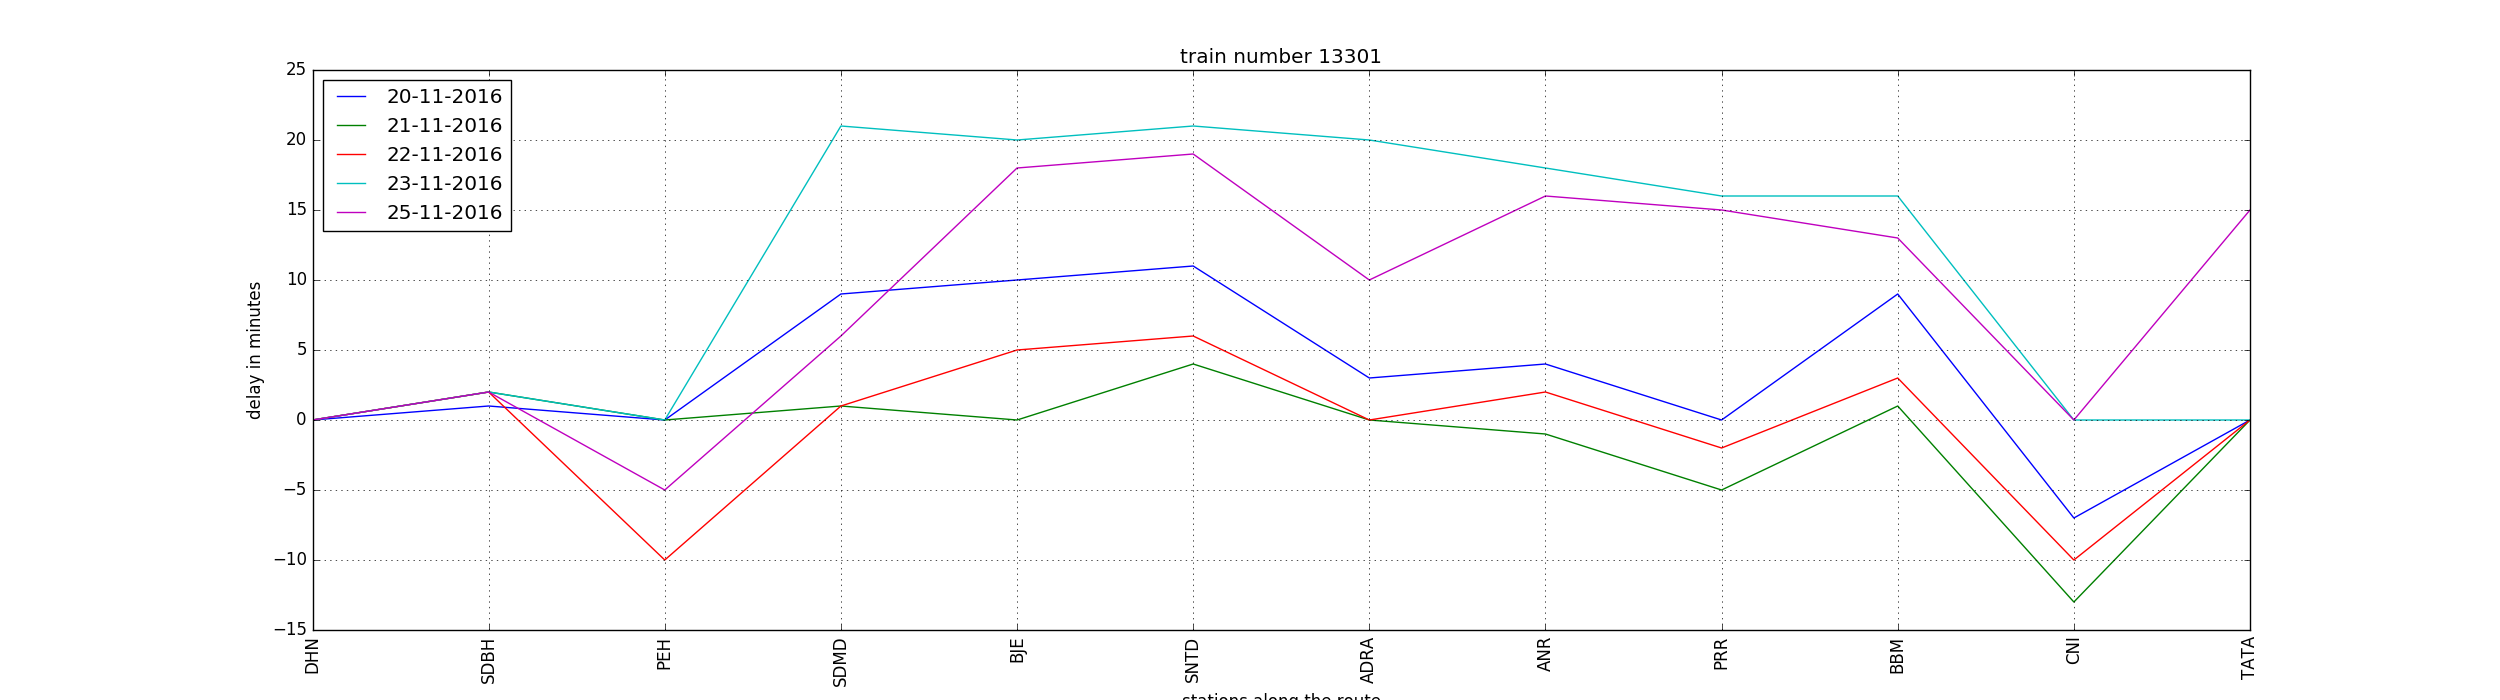 train number 13301
25
20
15
10
5
0
−5
−10
−15
delay in minutes
20-11-2016
21-11-2016
22-11-2016
23-11-2016
25-11-2016
DHN
SDBH
PEH
SDMD
BJE
SNTD
ADRA
ANR
PRR
BBM
CNI
TATA
stations along the route